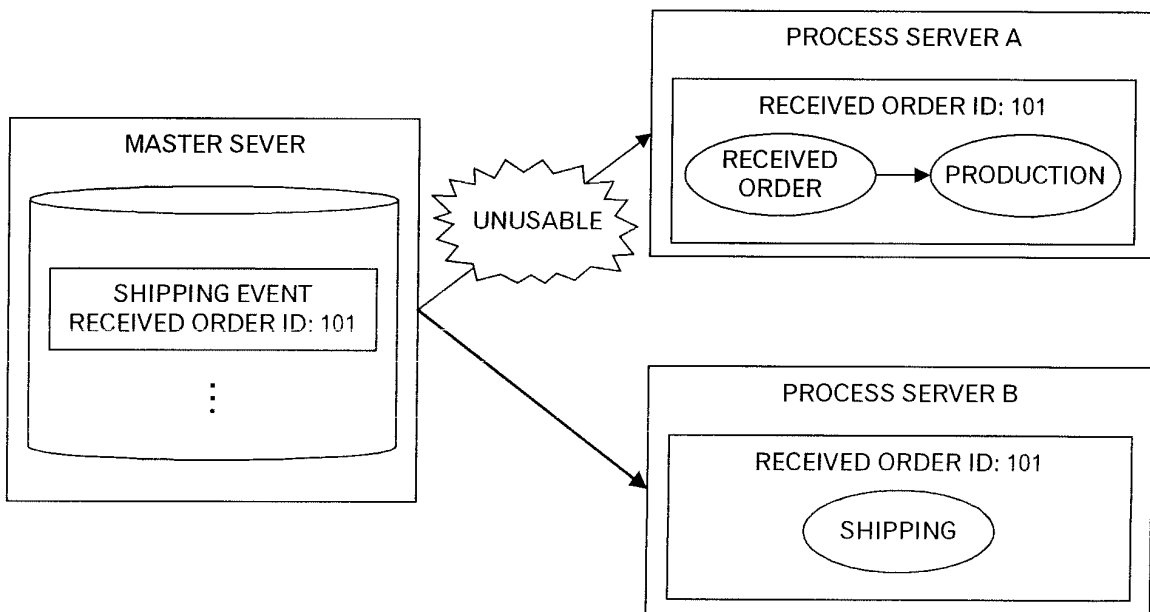 MASTER SEVER
SHIPPING EVENT
RECEIVED ORDER ID: 101
UNUSABLE
PROCESS SERVER A
RECEIVED ORDER ID: 101
RECEIVED
ORDER
PRODUCTION
PROCESS SERVER B
RECEIVED ORDER ID: 101
SHIPPING